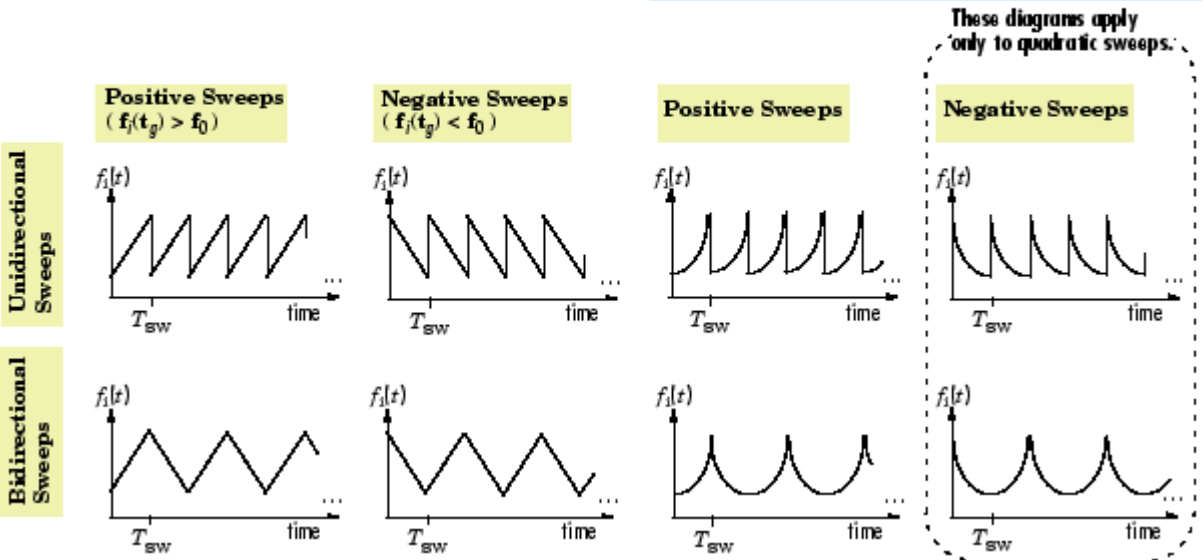 These diagrams apply
only to quadratic sweeps.
Positive Sweeps
( fi(tg) > f0 )
Negative Sweeps
( fi(tg) < f0 )
Positive Sweeps
Negative Sweeps
Unidirectional
Sweeps
fi(t)
fi(t)
fi(t)
fi(t)
...
...
...
...
Tsw
time
Tsw
time
Tsw
time
Tsw
time
Bidirectional
Sweeps
fi(t)
fi(t)
fi(t)
fi(t)
...
...
...
...
Tsw
time
Tsw
time
Tsw
time
Tsw
time